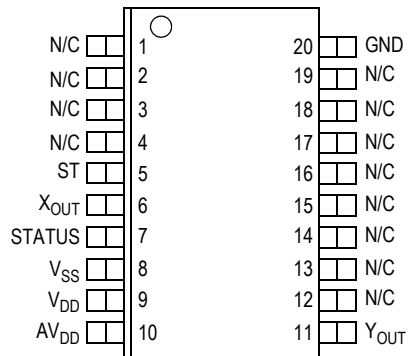 N/C 1 20 GND
N/C 2 19 N/C
N/C 3 18 N/C
N/C 4 17 N/C
ST 5 16 N/C
XOUT 6 15 N/C
STATUS 7 14 N/C
VSS 8 13 N/C
VDD 9 12 N/C
AVDD 10 11 YOUT